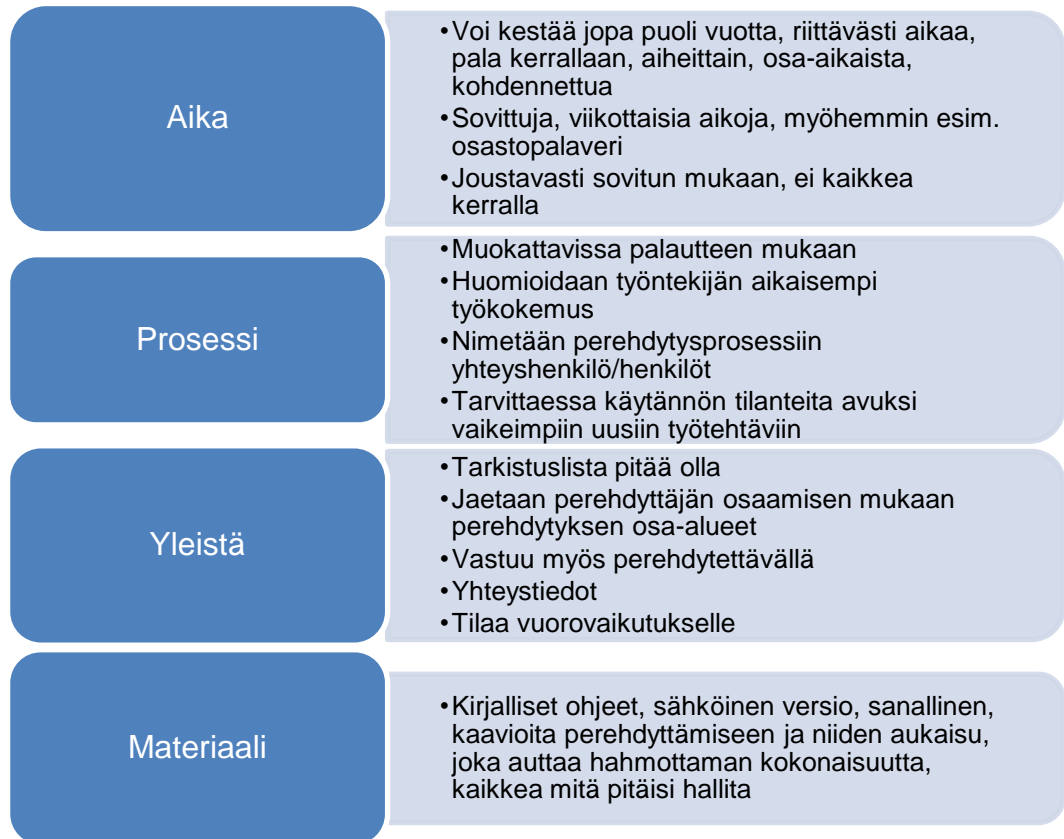 Aika
•Voi kestää jopa puoli vuotta, riittävästi aikaa,
pala kerrallaan, aiheittain, osa-aikaista,
kohdennettua
•Sovittuja, viikottaisia aikoja, myöhemmin esim.
osastopalaveri
•Joustavasti sovitun mukaan, ei kaikkea
kerralla
Prosessi
•Muokattavissa palautteen mukaan
•Huomioidaan työntekijän aikaisempi
työkokemus
•Nimetään perehdytysprosessiin
yhteyshenkilö/henkilöt
•Tarvittaessa käytännön tilanteita avuksi
vaikeimpiin uusiin työtehtäviin
Yleistä
•Tarkistuslista pitää olla
•Jaetaan perehdyttäjän osaamisen mukaan
perehdytyksen osa-alueet
•Vastuu myös perehdytettävällä
•Yhteystiedot
•Tilaa vuorovaikutukselle
Materiaali
•Kirjalliset ohjeet, sähköinen versio, sanallinen,
kaavioita perehdyttämiseen ja niiden aukaisu,
joka auttaa hahmottaman kokonaisuutta,
kaikkea mitä pitäisi hallita